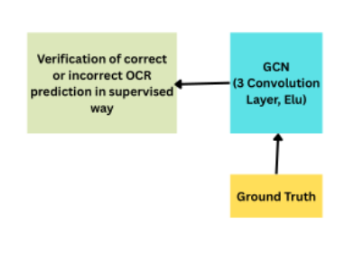 Verification of correct
or incorrect OCR
prediction in supervised
way
GCN
(3 Convolution
Layer, Elu)
Ground Truth